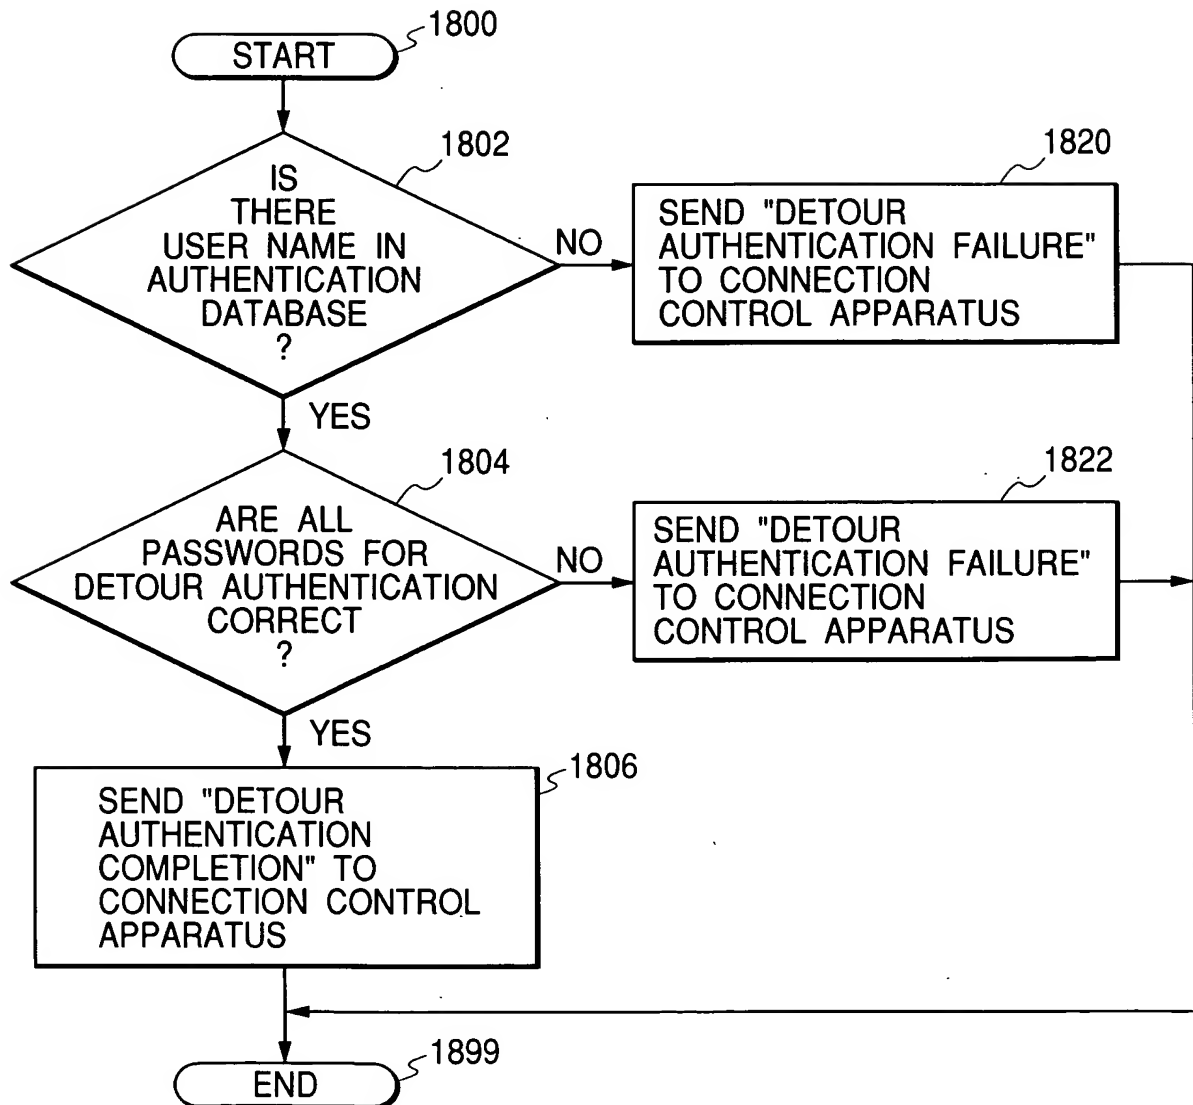 1800
START
1802
IS
THERE
USER NAME IN
AUTHENTICATION
DATABASE
?
NO
1820
SEND "DETOUR
AUTHENTICATION FAILURE"
TO CONNECTION
CONTROL APPARATUS
YES
1804
ARE ALL
PASSWORDS FOR
DETOUR AUTHENTICATION
CORRECT
?
NO
1822
SEND "DETOUR
AUTHENTICATION FAILURE"
TO CONNECTION
CONTROL APPARATUS
YES
1806
SEND "DETOUR
AUTHENTICATION
COMPLETION" TO
CONNECTION CONTROL
APPARATUS
1899
END